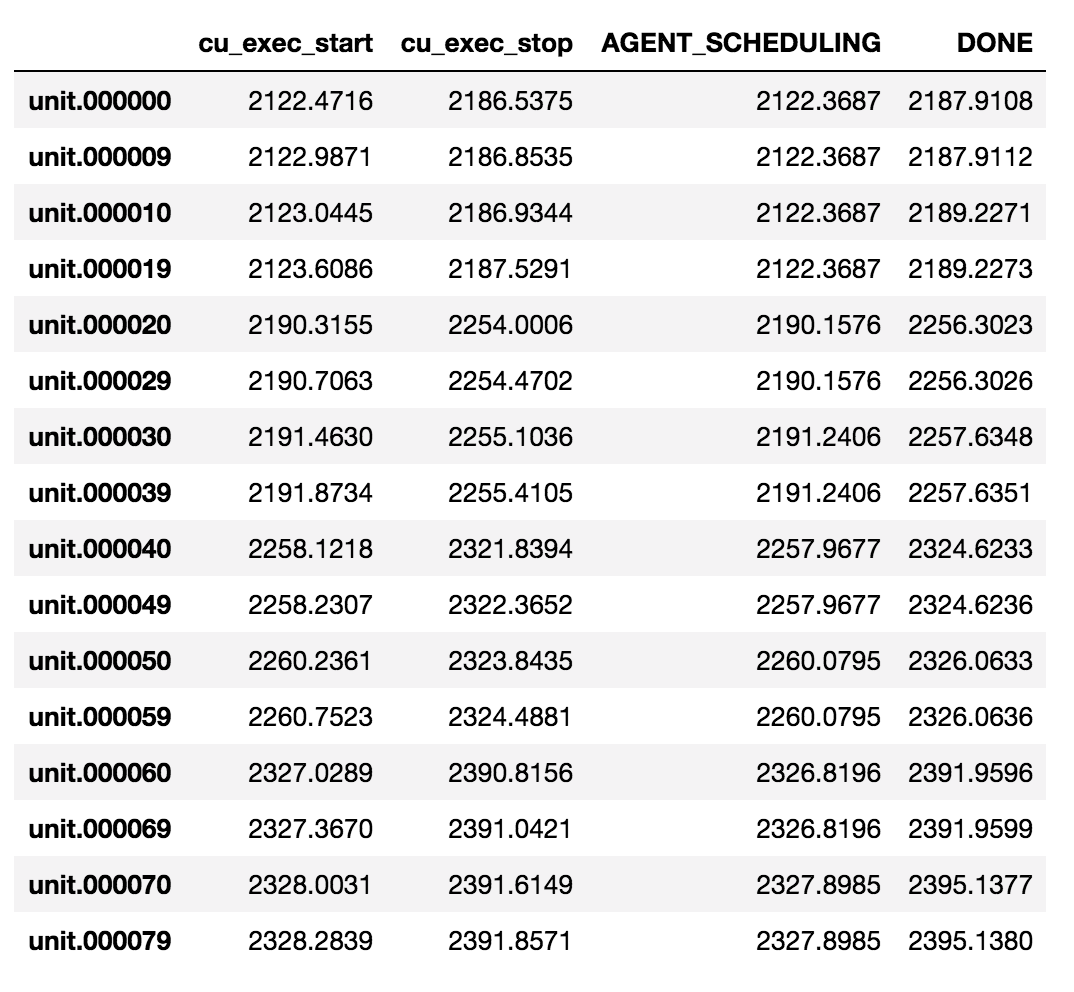 cu_exec_start cu_exec_stop AGENT_SCHEDULING DONE
unit.000000 2122.4716 2186.5375 2122.3687 2187.9108
unit.000009 2122.9871 2186.8535 2122.3687 2187.9112
unit.000010 2123.0445 2186.9344 2122.3687 2189.2271
unit.000019 2123.6086 2187.5291 2122.3687 2189.2273
unit.000020 2190.3155 2254.0006 2190.1576 2256.3023
unit.000029 2190.7063 2254.4702 2190.1576 2256.3026
unit.000030 2191.4630 2255.1036 2191.2406 2257.6348
unit.000039 2191.8734 2255.4105 2191.2406 2257.6351
unit.000040 2258.1218 2321.8394 2257.9677 2324.6233
unit.000049 2258.2307 2322.3652 2257.9677 2324.6236
unit.000050 2260.2361 2323.8435 2260.0795 2326.0633
unit.000059 2260.7523 2324.4881 2260.0795 2326.0636
unit.000060 2327.0289 2390.8156 2326.8196 2391.9596
unit.000069 2327.3670 2391.0421 2326.8196 2391.9599
unit.000070 2328.0031 2391.6149 2327.8985 2395.1377
unit.000079 2328.2839 2391.8571 2327.8985 2395.1380